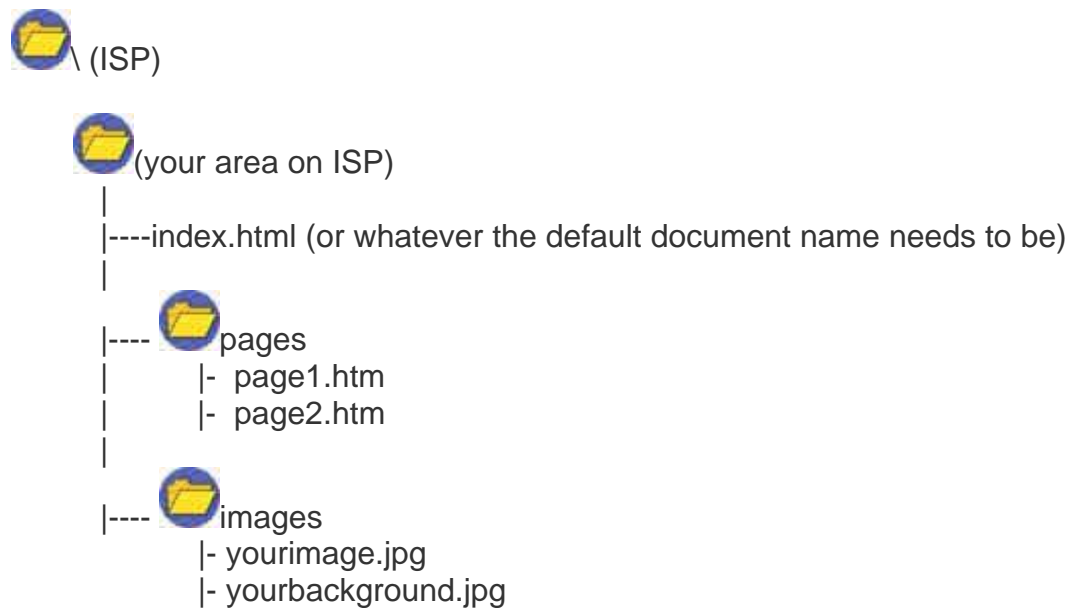 \ (ISP)
(your area on ISP)
|
|----index.html (or whatever the default document name needs to be)
|
|---- pages
| |- page1.htm
| |- page2.htm
|
|---- images
|- yourimage.jpg
|- yourbackground.jpg